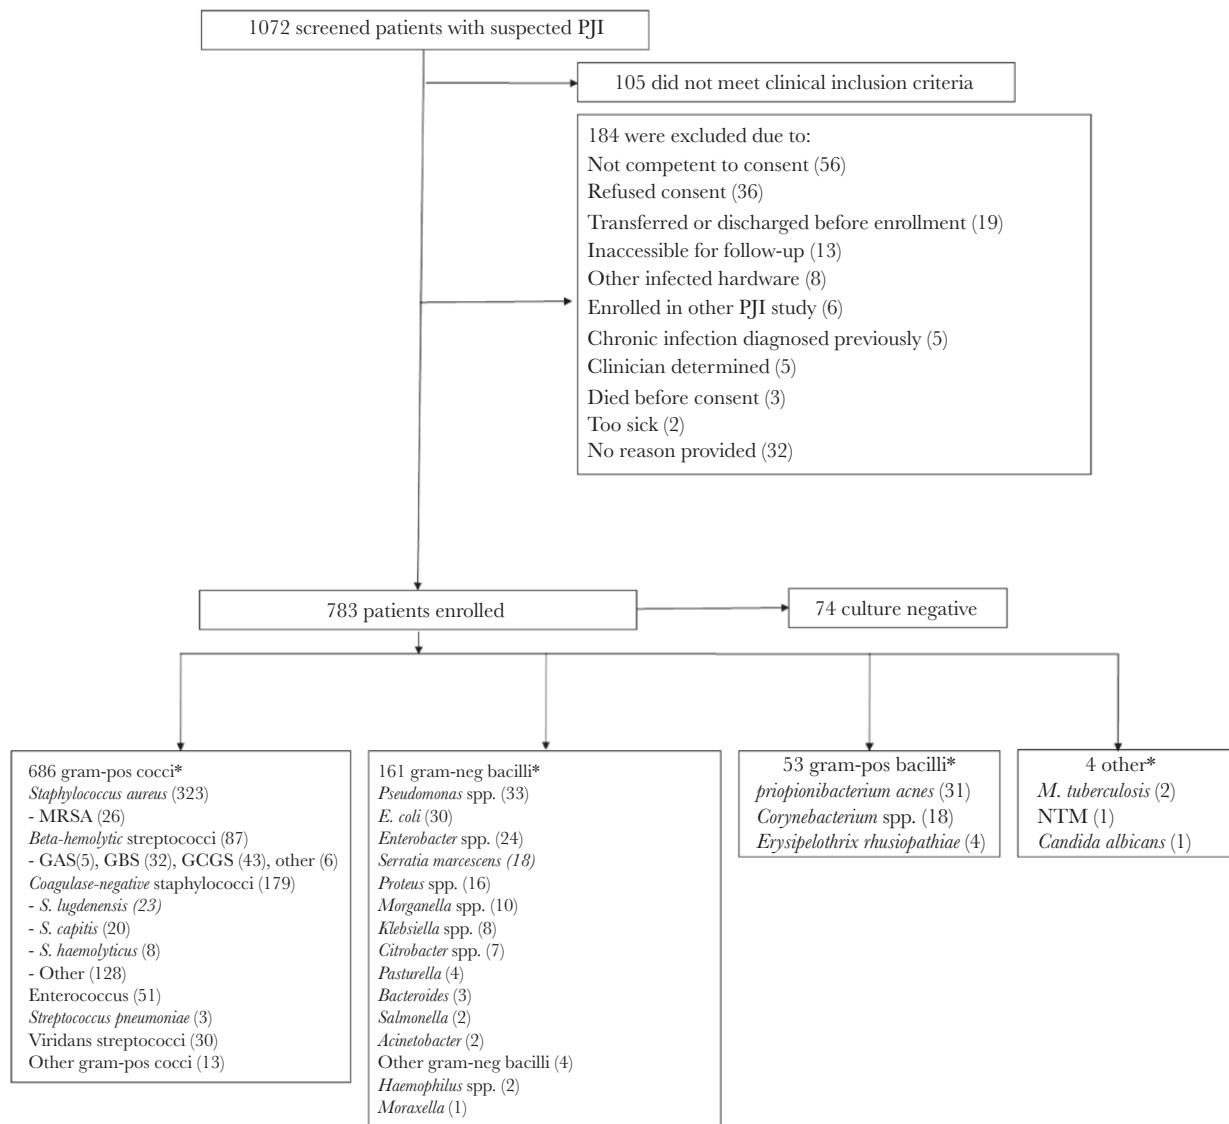 1072 screened patients with suspected PJI
105 did not meet clinical inclusion criteria
184 were excluded due to:
Not competent to consent (56)
Refused consent (36)
Transferred or discharged before enrollment (19)
Inaccessible for follow-up (13)
Other infected hardware (8)
Enrolled in other PJI study (6)
Chronic infection diagnosed previously (5)
Clinician determined (5)
Died before consent (3)
Too sick (2)
No reason provided (32)
783 patients enrolled
74 culture negative
686 gram-pos cocci*
Staphylococcus aureus (323)
- MRSA (26)
Beta-hemolytic streptococci (87)
- GAS(5), GBS (32), GCGS (43), other (6)
Coagulase-negative staphylococci (179)
- S. lugdenensis (23)
- S. capitis (20)
- S. haemolyticus (8)
- Other (128)
Enterococcus (51)
Streptococcus pneumoniae (3)
Viridans streptococci (30)
Other gram-pos cocci (13)
161 gram-neg bacilli*
Pseudomonas spp. (33)
E. coli (30)
Enterobacter spp. (24)
Serratia marcescens (18)
Proteus spp. (16)
Morganella spp. (10)
Klebsiella spp. (8)
Citrobacter spp. (7)
Pasturella (4)
Bacteroides (3)
Salmonella (2)
Acinetobacter (2)
Other gram-neg bacilli (4)
Haemophilus spp. (2)
Moraxella (1)
53 gram-pos bacilli*
priopionibacterium acnes (31)
Corynebacterium spp. (18)
Erysipelothrix rhusiopathiae (4)
4 other*
M. tuberculosis (2)
NTM (1)
Candida albicans (1)